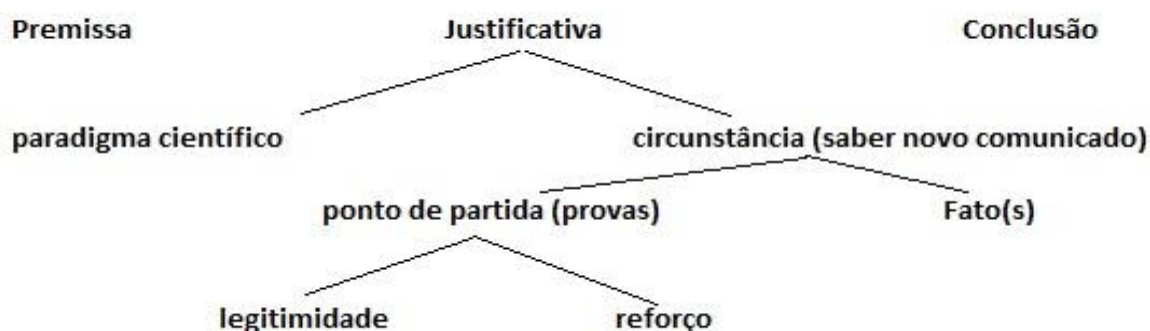 Premissa Justificativa Conclusão
paradigma científico circunstância (saber novo comunicado)
ponto de partida (provas) Fato(s)
legitimidade reforço